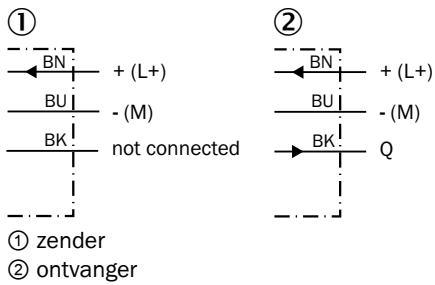 ① ②
BN + (L+) BN + (L+)
BU - (M) BU - (M)
BK not connected BK Q
① zender
② ontvanger